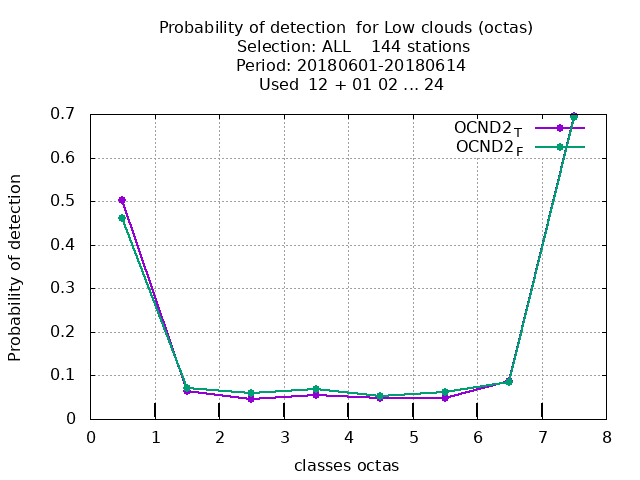 Probability of detection  for Low clouds (octas)
Selection: ALL    144 stations
Period: 20180601-20180614
Used  12 + 01 02 ... 24
OCND2T
OCND2F
Probability of detection
0.7
0.6
0.5
0.4
0.3
0.2
0.1
0
0 1 2 3 4 5 6 7 8
classes octas